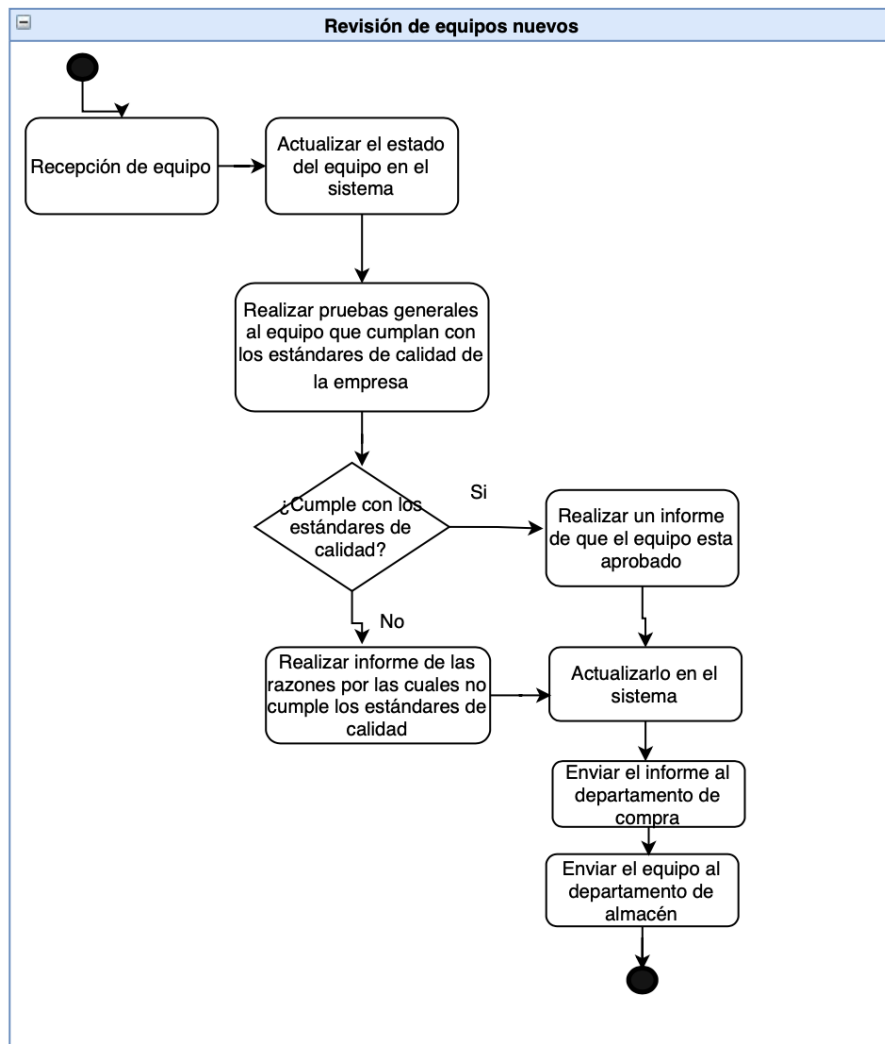 Revisión de equipos nuevos
Recepción de equipo
Actualizar el estado
del equipo en el
sistema
Realizar pruebas generales
al equipo que cumplan con
los estándares de calidad de
la empresa
¿Cumple con los
estándares de
calidad?
Si
Realizar un informe
de que el equipo esta
aprobado
No
Realizar informe de las
razones por las cuales no
cumple los estándares de
calidad
Actualizarlo en el
sistema
Enviar el informe al
departamento de
compra
Enviar el equipo al
departamento de
almacén